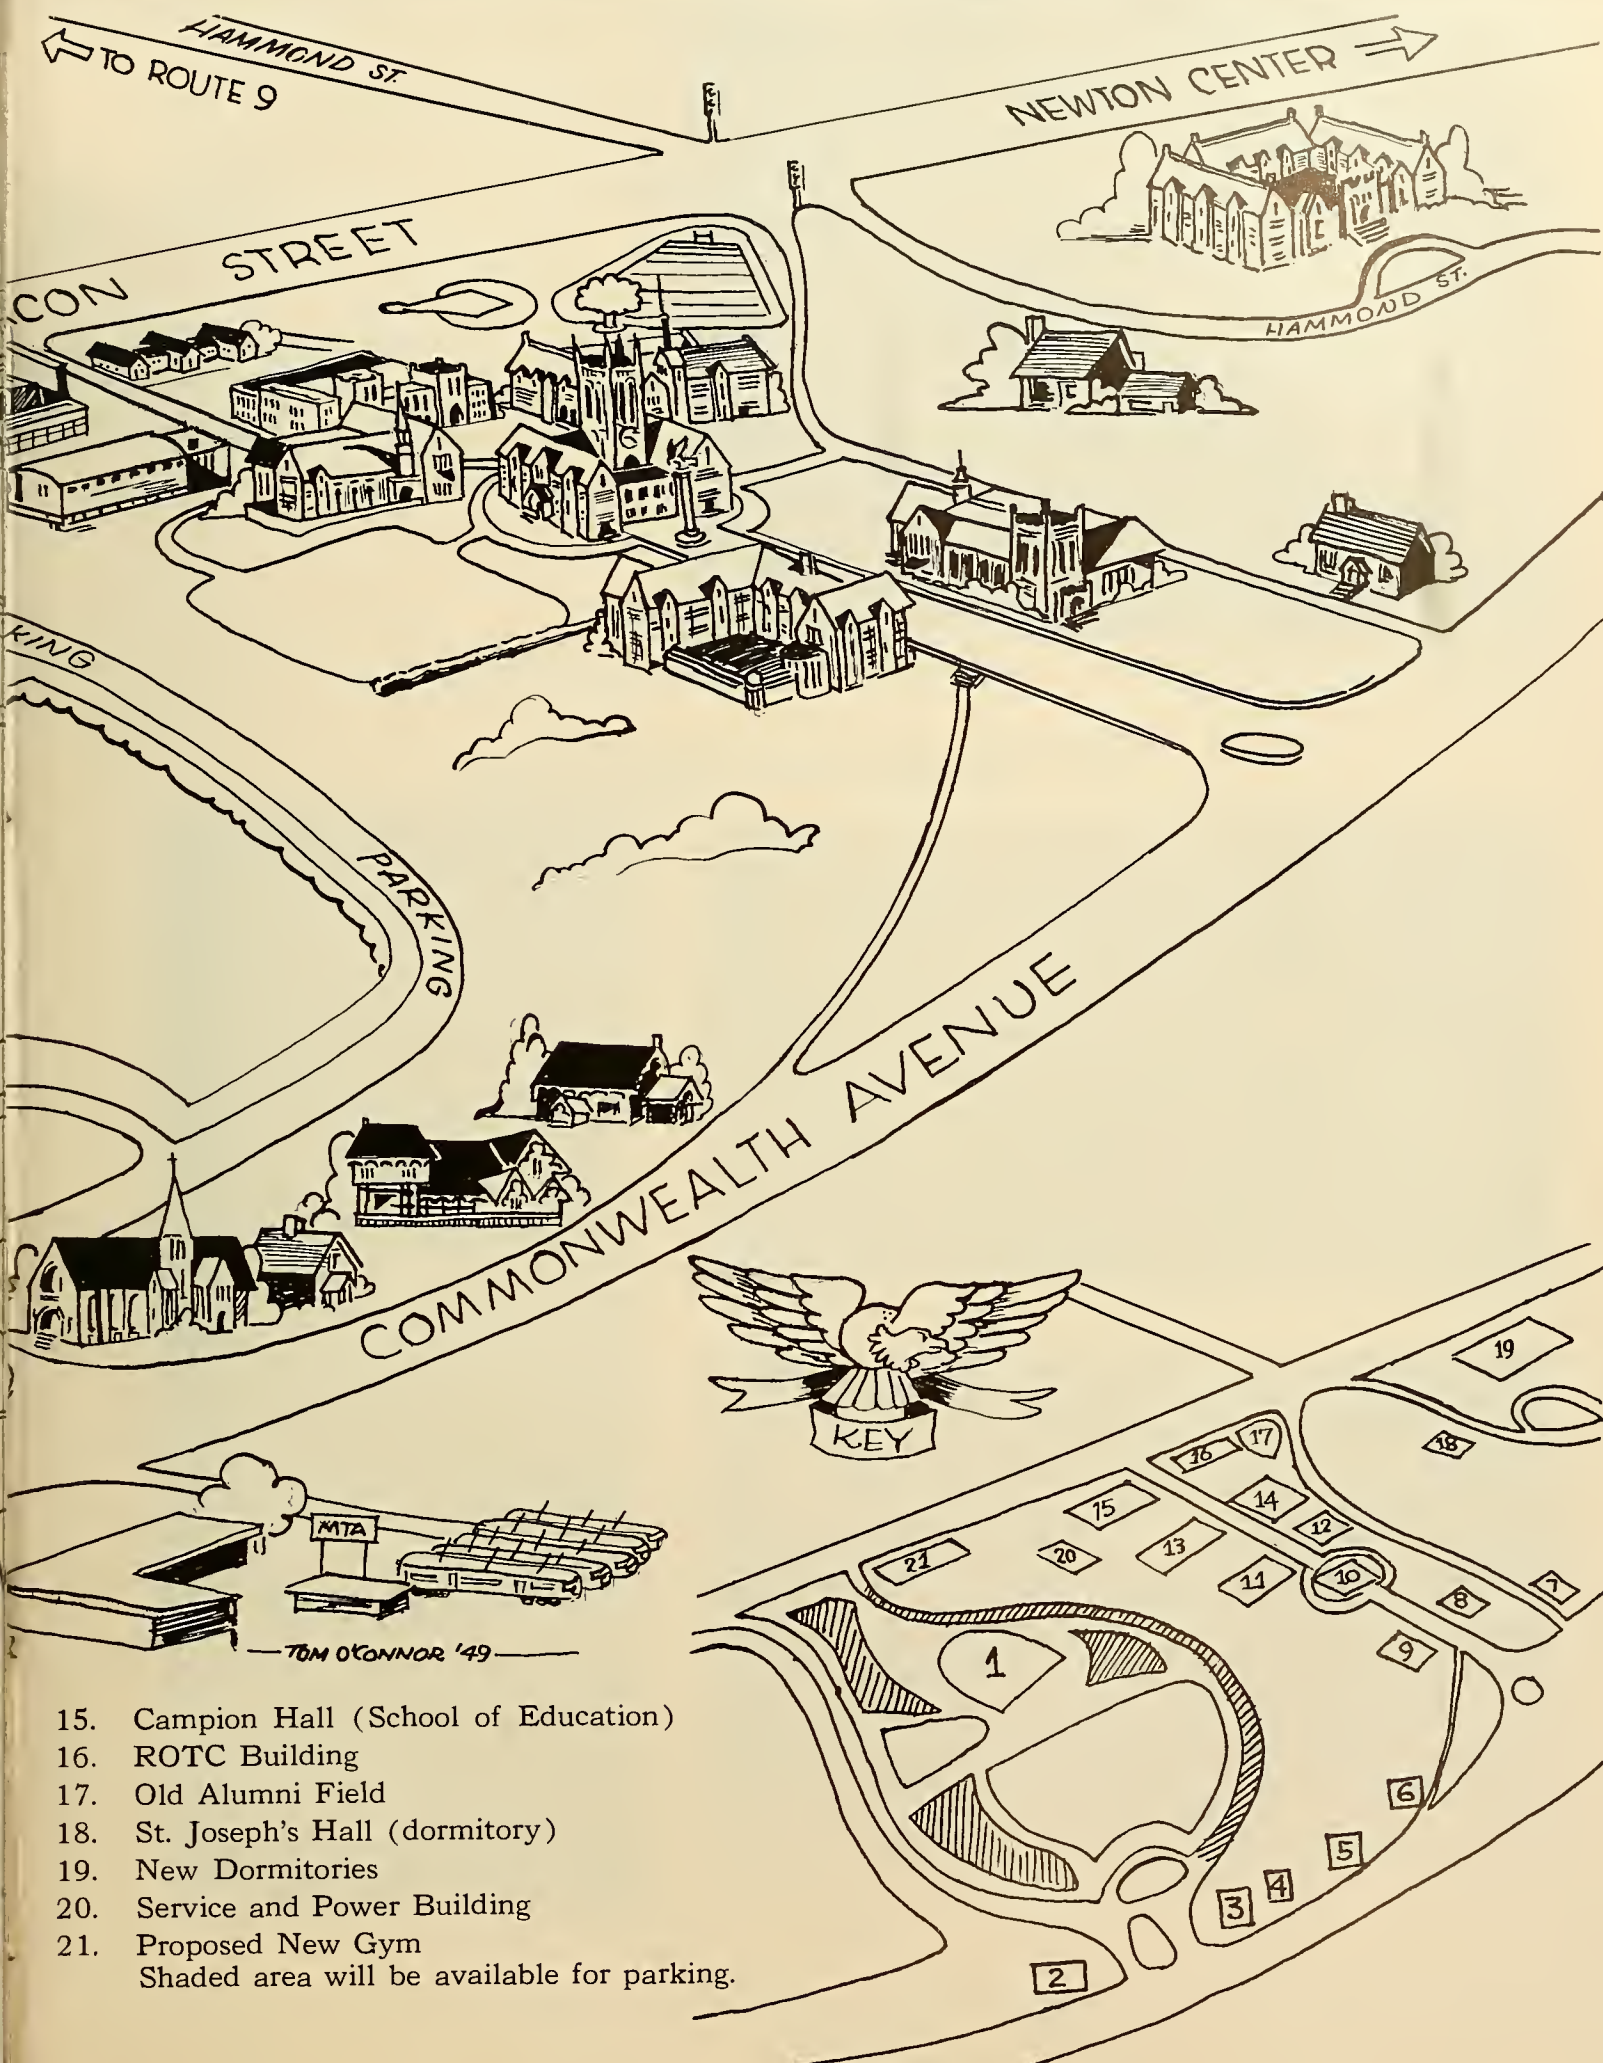 HAMMOND ST.
TO ROUTE 9
NEWTON CENTER
STREET
HAMMOND ST.
PARKING
COMMONWEALTH AVENUE
KEY
19
18
16
17
15
14
12
21
20
13
11
10
8
7
9
1
6
5
4
3
2
MTA
TOM O'CONNOR '49
15. Campion Hall (School of Education)
16. ROTC Building
17. Old Alumni Field
18. St. Joseph's Hall (dormitory)
19. New Dormitories
20. Service and Power Building
21. Proposed New Gym
Shaded area will be available for parking.